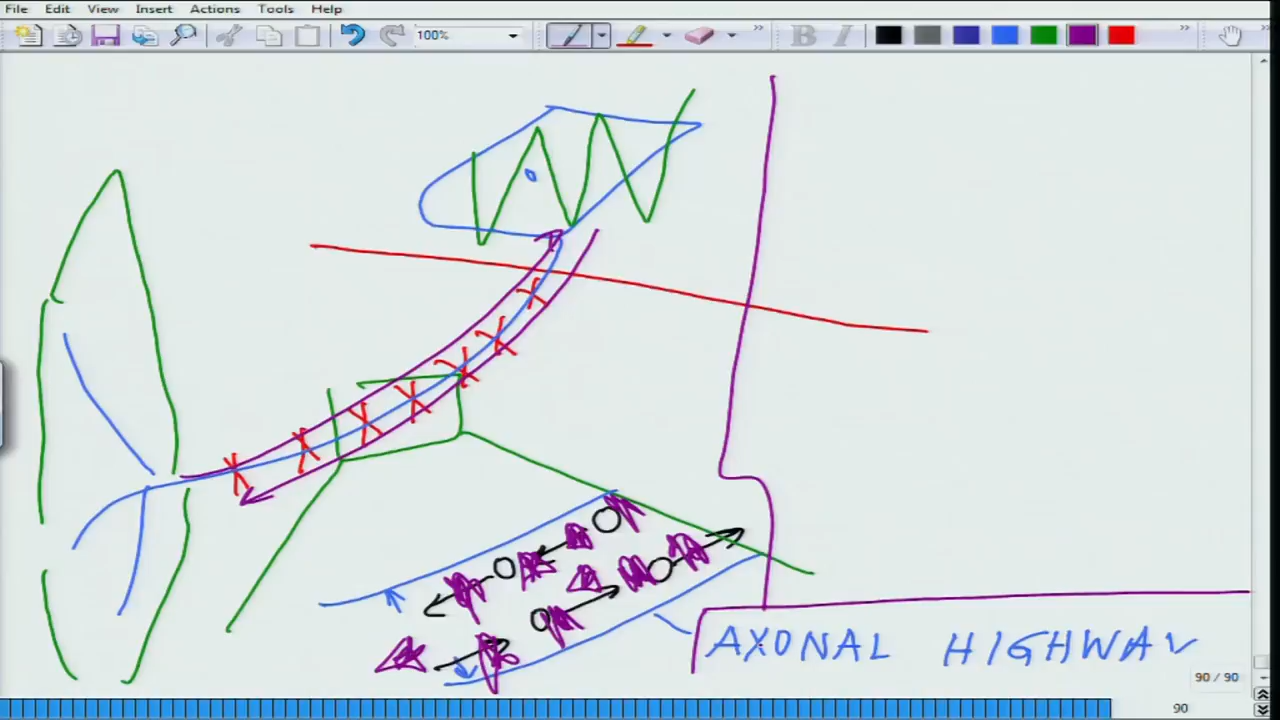 File Edit View Insert Actions Tools Help
100%
AXONAL HIGHWAY
90 / 90
90